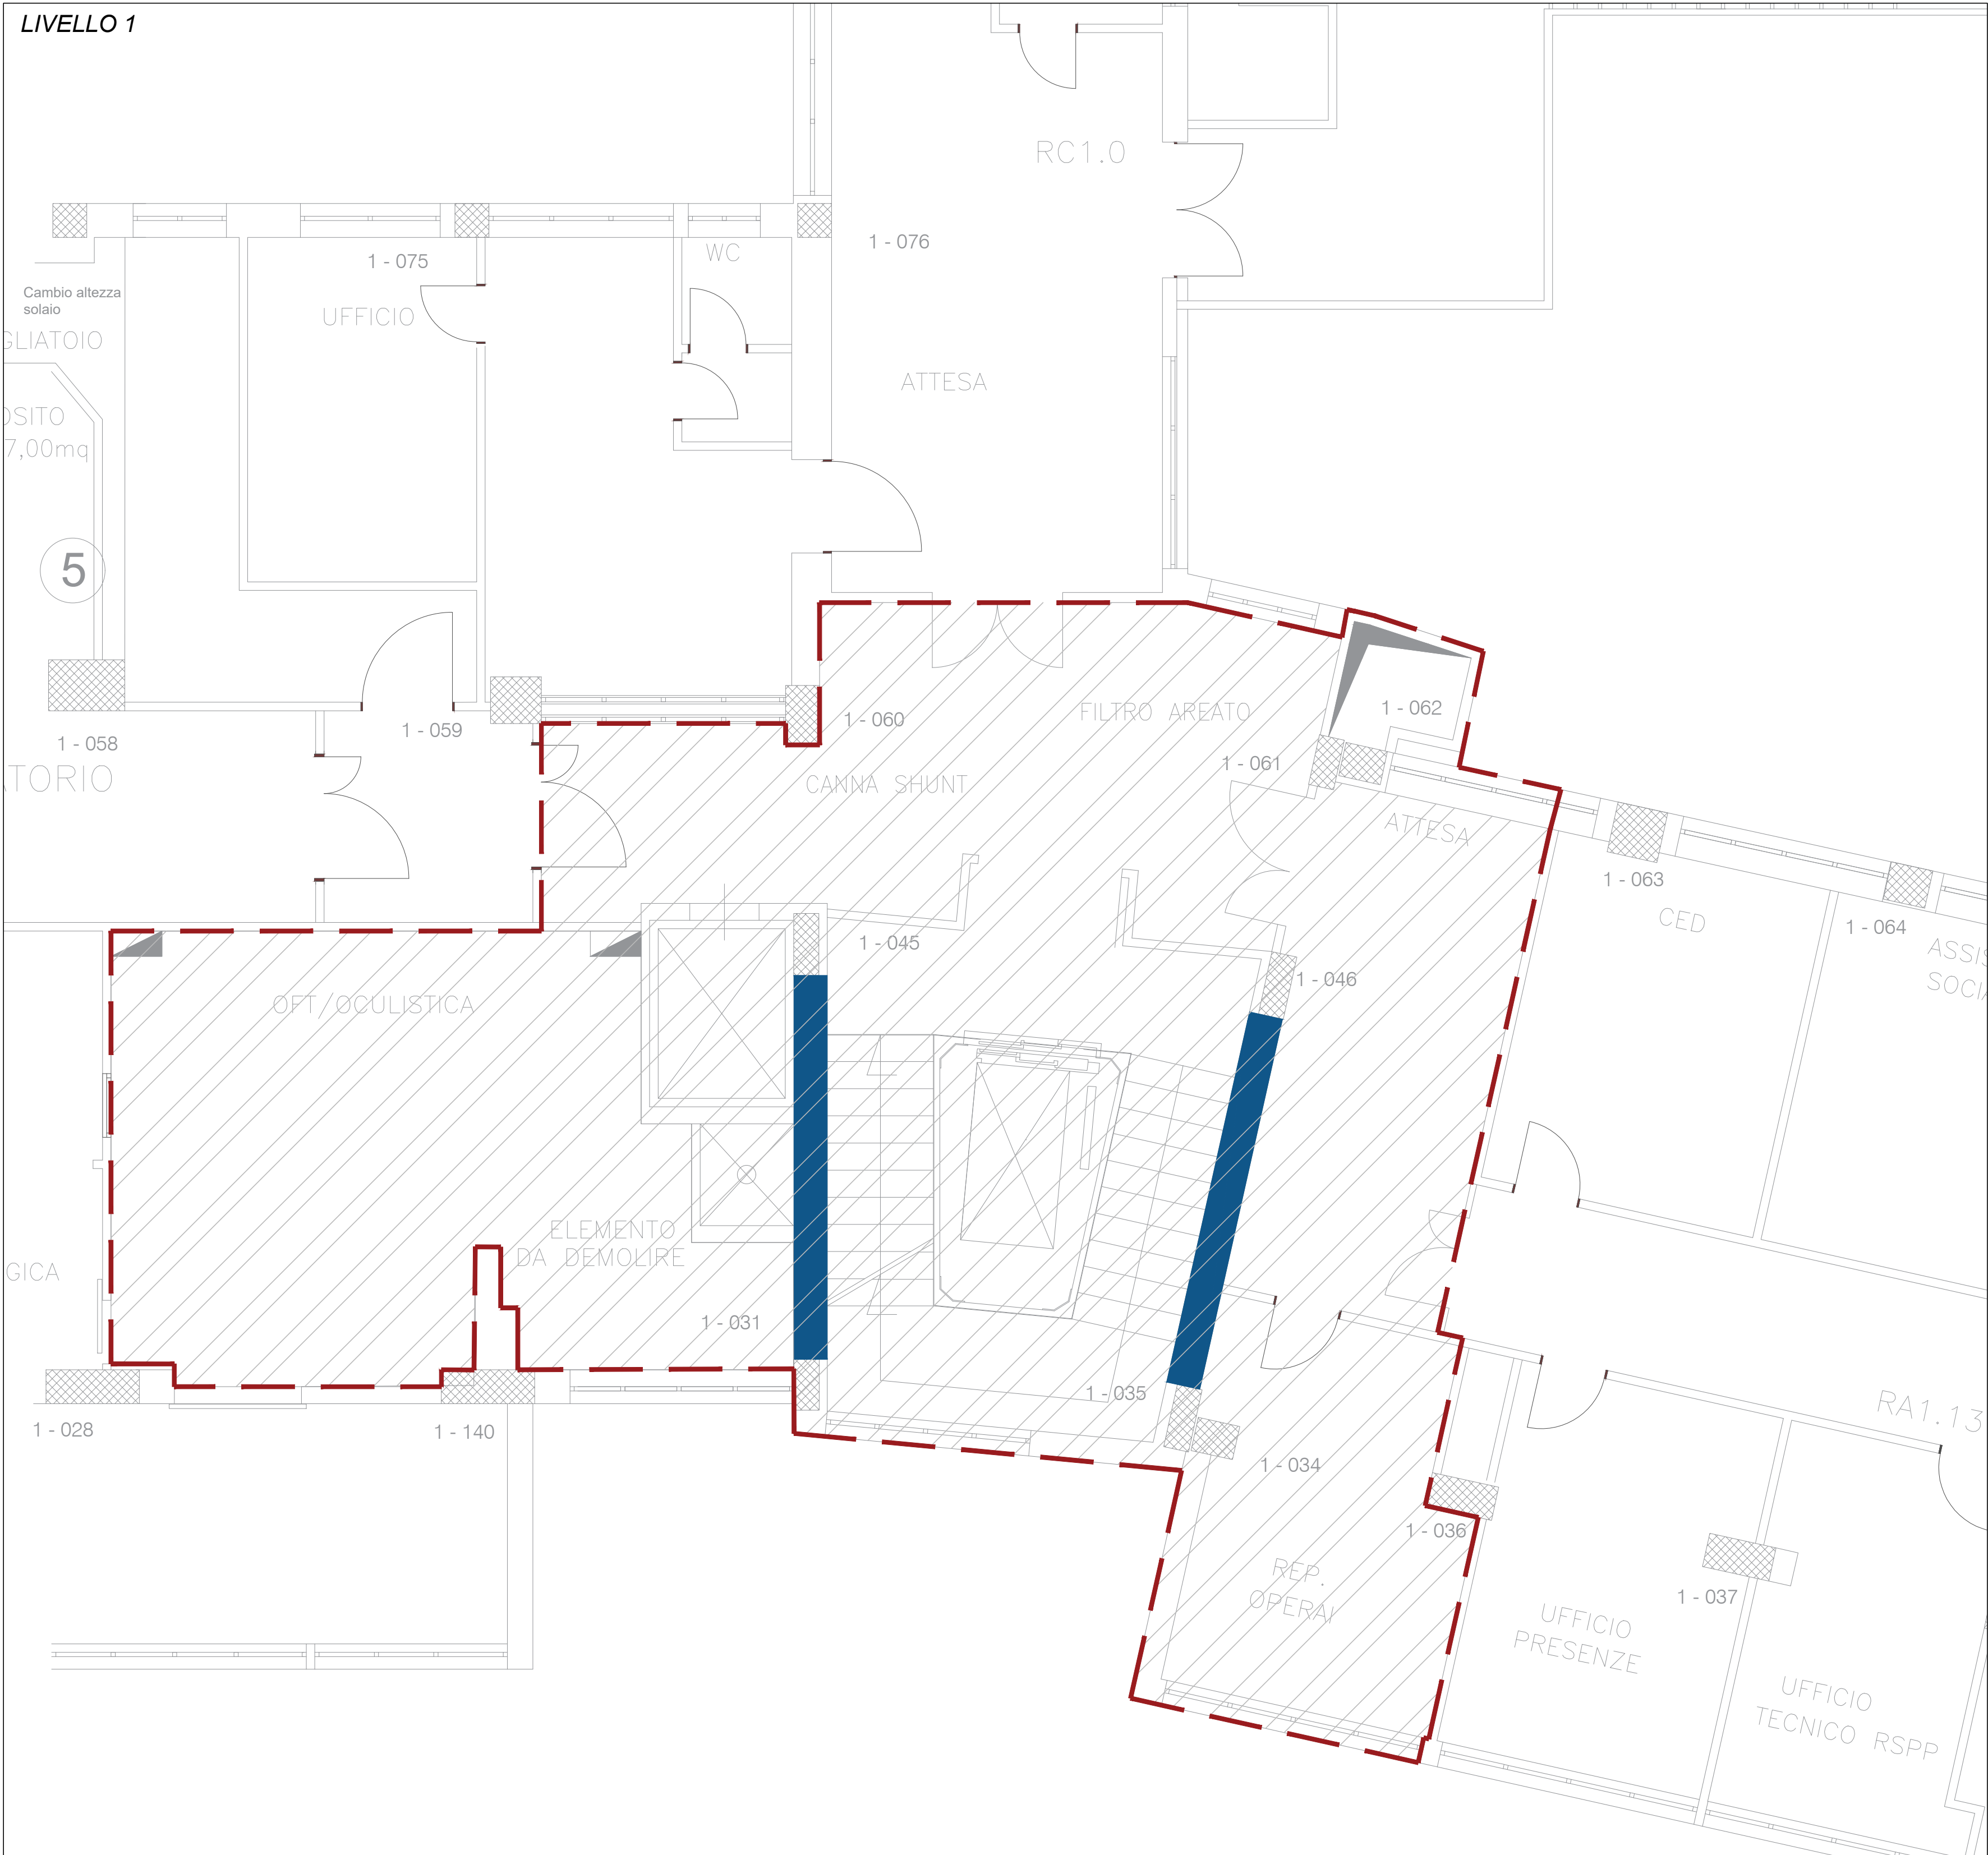 LIVELLO 1
RC1.0
1 - 076
WC
1 - 075
Cambio altezza
solaio
UFFICIO
GLIATOIO
ATTESA
OSITO
7,00mq
5
1 - 062
FILTRO AREATO
1 - 060
1 - 059
1 - 058
1 - 061
ATORIO
CANNA SHUNT
ATTESA
1 - 063
CED
1 - 064
1 - 045
ASSIS
SOCIA
1 - 046
OFT/OCULISTICA
ELEMENTO
DA DEMOLIRE
GICA
1 - 031
1 - 035
RA1.13
1 - 028
1 - 140
1 - 034
1 - 036
REP.
OPERAI
1 - 037
UFFICIO
PRESENZE
UFFICIO
TECNICO RSPP